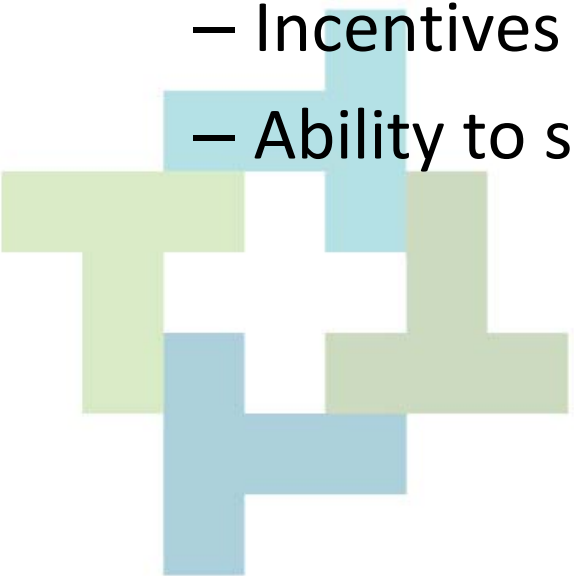 – Incentives
– Ability to s